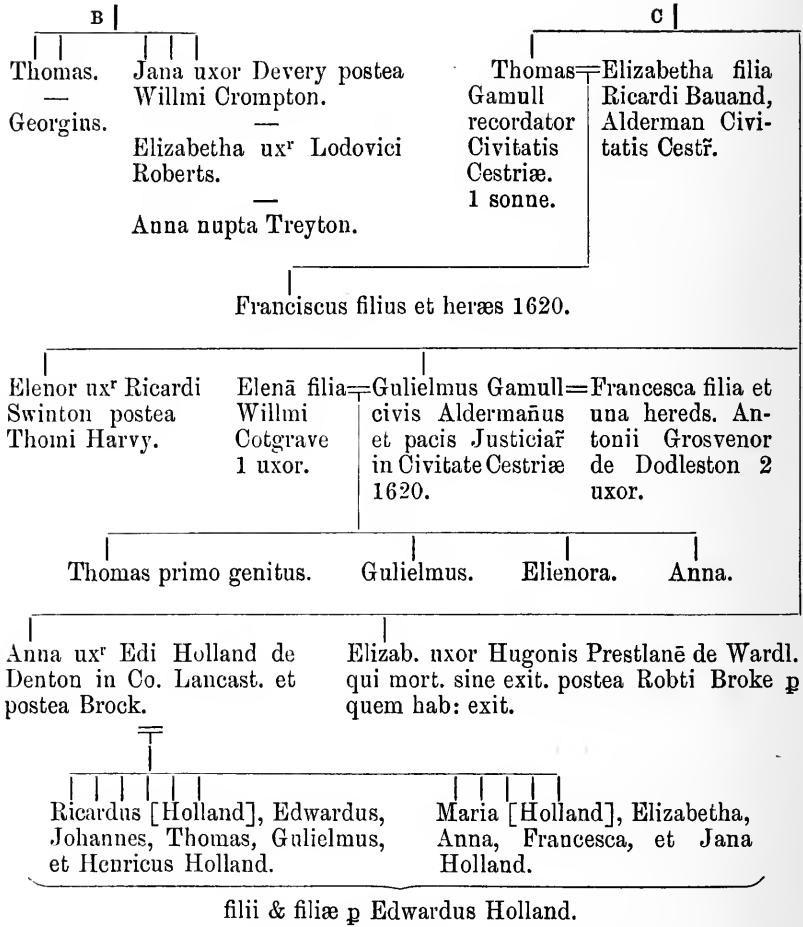 B
C
Thomas.
—
Georgius.
Jana uxor Devery postea
Willmi Crompton.
—
Elizabetha uxʳ Lodovici
Roberts.
—
Anna nupta Treyton.
Thomas
Gamull
recordator
Civitatis
Cestriæ.
1 sonne.
Elizabetha filia
Ricardi Bauand,
Alderman Civi-
tatis Cestr̃.
Franciscus filius et heræs 1620.
Elenor uxʳ Ricardi
Swinton postea
Thomi Harvy.
Elenā filia
Willmi
Cotgrave
1 uxor.
Gulielmus Gamull
civis Aldermañus
et pacis Justiciar̃
in Civitate Cestriæ
1620.
Francesca filia et
una hereds. An-
tonii Grosvenor
de Dodleston 2
uxor.
Thomas primo genitus. Gulielmus. Elienora. Anna.
Anna uxʳ Edi Holland de
Denton in Co. Lancast. et
postea Brock.
Elizab. uxor Hugonis Prestlanē de Wardl.
qui mort. sine exit. postea Robti Broke ꝑ
quem hab: exit.
Ricardus [Holland], Edwardus,
Johannes, Thomas, Gulielmus,
et Henricus Holland.
Maria [Holland], Elizabetha,
Anna, Francesca, et Jana
Holland.
filii & filiæ ꝑ Edwardus Holland.